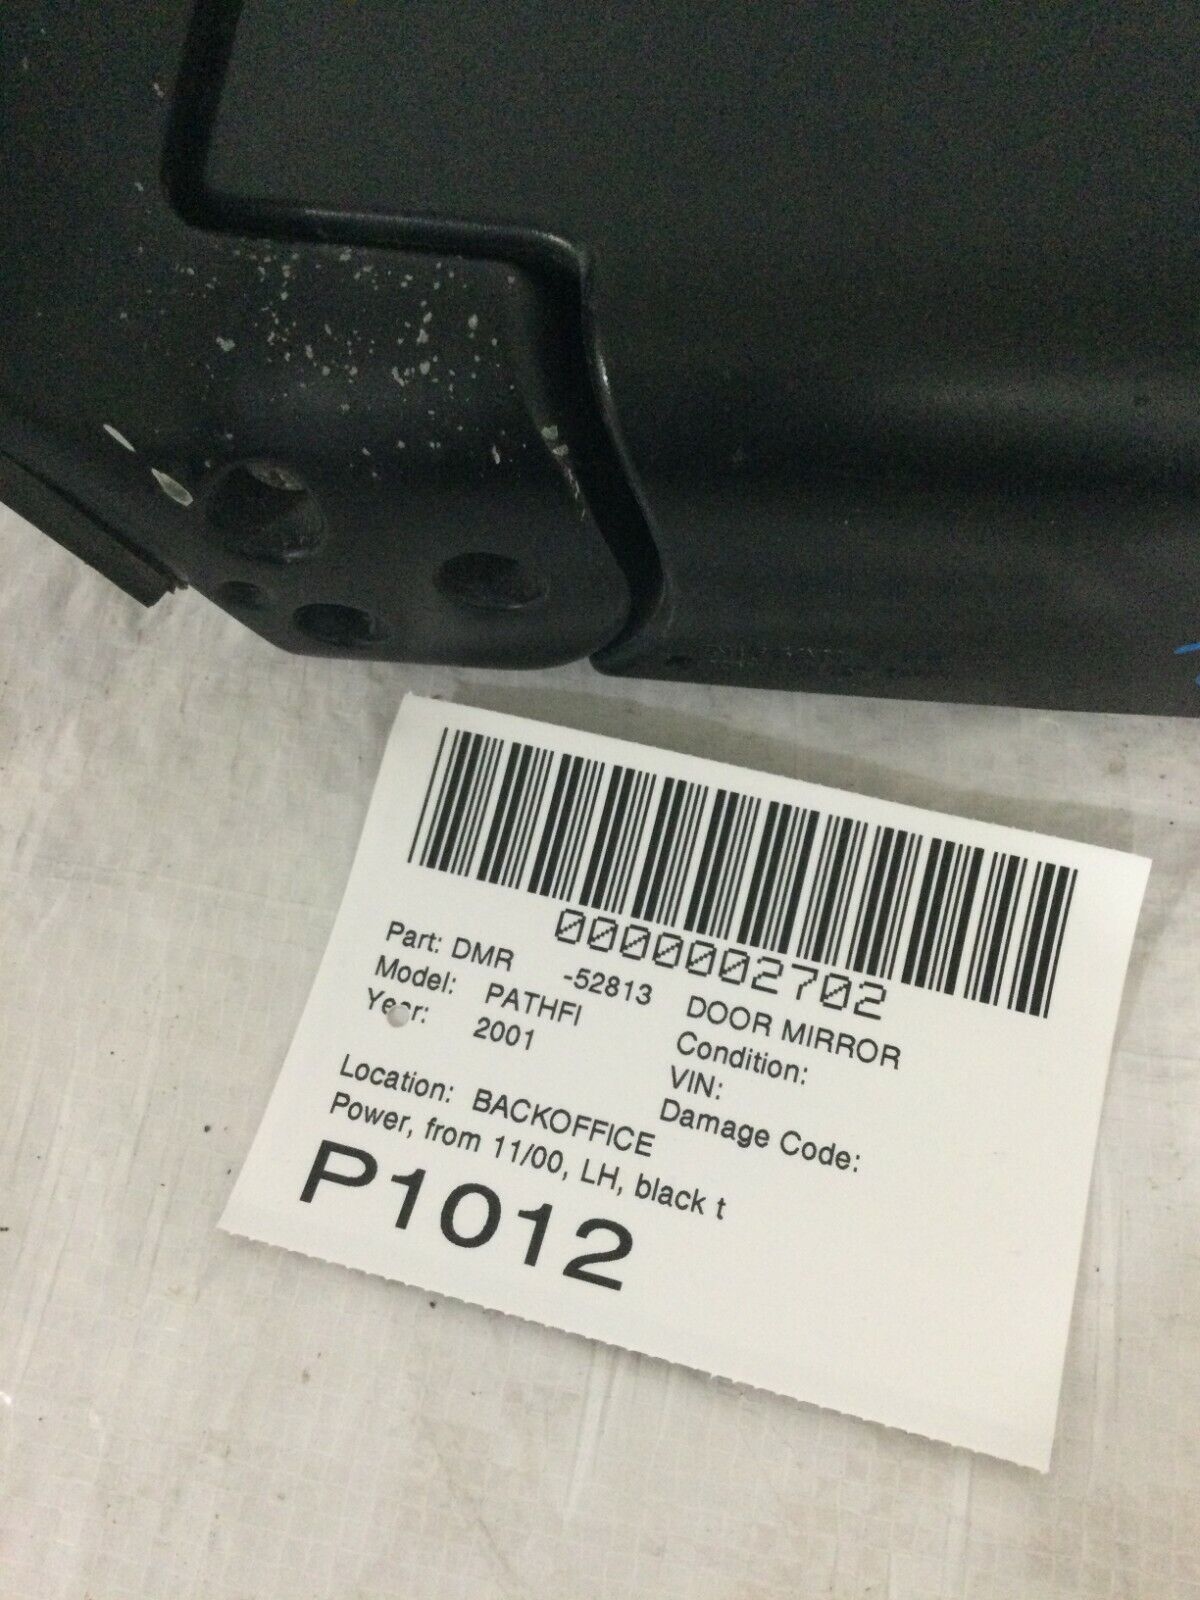 0000002702
Part: DMR -52813 DOOR MIRROR
Model: PATHFI Condition:
Year: 2001 VIN:
Damage Code:
Location: BACKOFFICE
Power, from 11/00, LH, black t
P1012